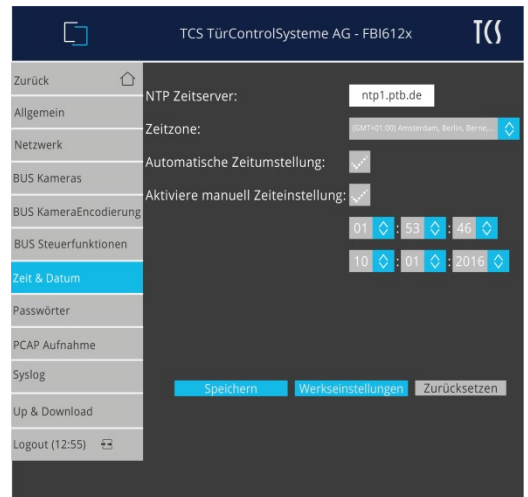 TCS TürControlSysteme AG - FBI612x
TCS
Zurück
Allgemein
Netzwerk
BUS Kameras
BUS KameraEncodierung
BUS Steuerfunktionen
Zeit & Datum
Passwörter
PCAP Aufnahme
Syslog
Up & Download
Logout (12:55)
NTP Zeitserver: ntp1.ptb.de
Zeitzone: (GMT+01:00) Amsterdam, Berlin, Berne,...
Automatische Zeitumstellung:
Aktiviere manuell Zeiteinstellung:
01 : 53 : 46
10 : 01 : 2016
Speichern Werkseinstellungen Zurücksetzen